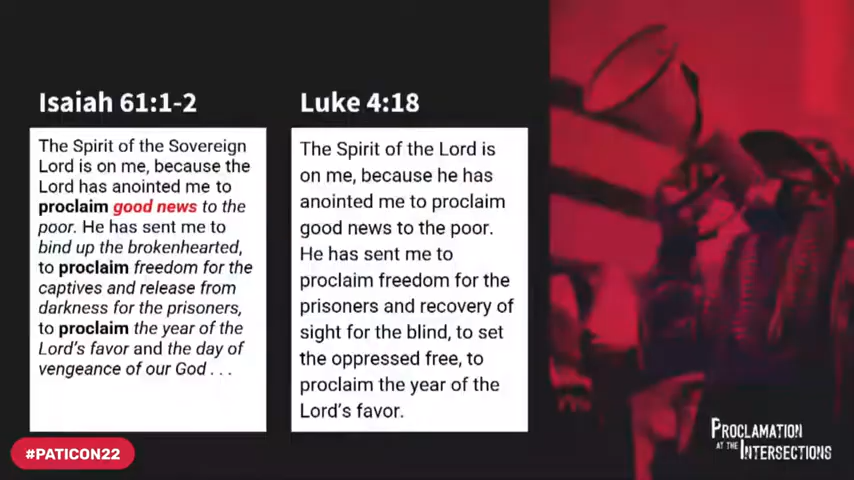 Isaiah 61:1-2
The Spirit of the Sovereign
Lord is on me, because the
Lord has anointed me to
proclaim good news to the
poor. He has sent me to
bind up the brokenhearted,
to proclaim freedom for the
captives and release from
darkness for the prisoners,
to proclaim the year of the
Lord's favor and the day of
vengeance of our God . . .
Luke 4:18
The Spirit of the Lord is
on me, because he has
anointed me to proclaim
good news to the poor.
He has sent me to
proclaim freedom for the
prisoners and recovery of
sight for the blind, to set
the oppressed free, to
proclaim the year of the
Lord's favor.
#PATICON22
PROCLAMATION
AT THE INTERSECTIONS